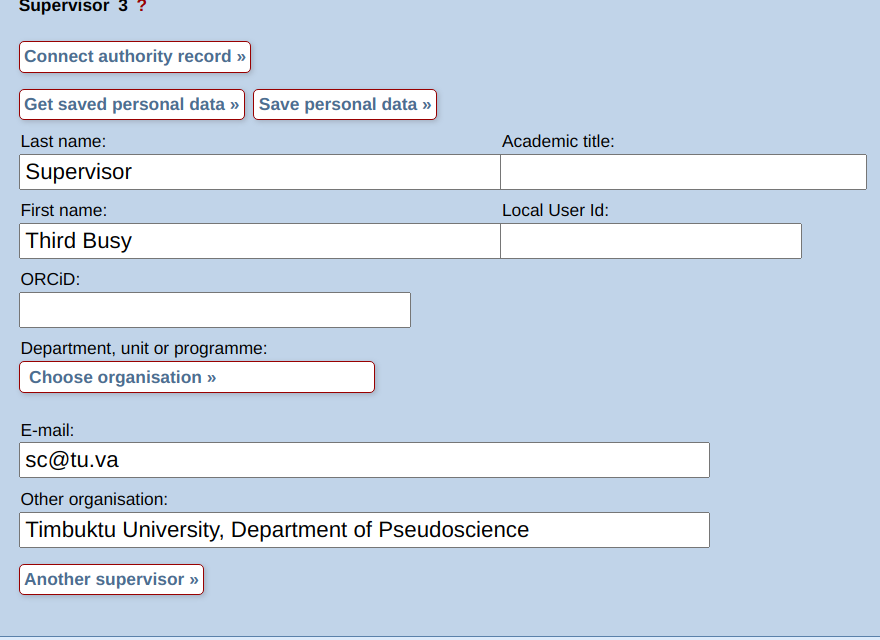 Supervisor 3 ?
Connect authority record »
Get saved personal data » Save personal data »
Last name: Academic title:
Supervisor
First name: Local User Id:
Third Busy
ORCiD:
Department, unit or programme:
Choose organisation »
E-mail:
sc@tu.va
Other organisation:
Timbuktu University, Department of Pseudoscience
Another supervisor »